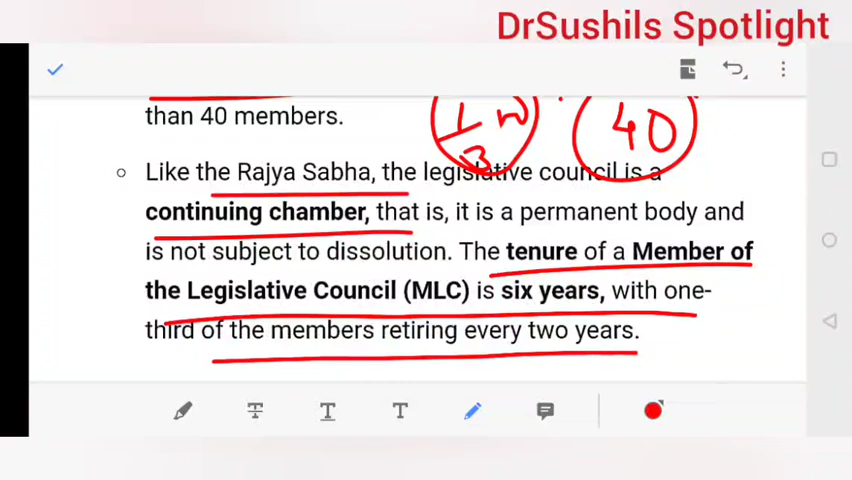 DrSushils Spotlight
than 40 members.
1/3
40
Like the Rajya Sabha, the legislative council is a
continuing chamber, that is, it is a permanent body and
is not subject to dissolution. The tenure of a Member of
the Legislative Council (MLC) is six years, with one-
third of the members retiring every two years.